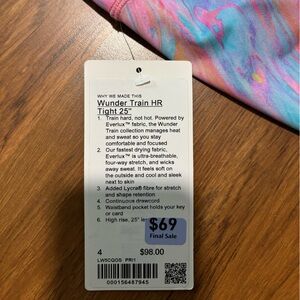 WHY WE MADE THIS
Wunder Train HR
Tight 25"
1. Train hard, not hot. Powered by
Everlux™ fabric, the Wunder
Train collection manages heat
and sweat so you stay
comfortable and focused
2. Our fastest drying fabric,
Everlux™ is ultra-breathable,
four-way stretch, and wicks
away sweat. It feels soft on
the outside and cool and sleek
next to skin
3. Added Lycra® fibre for stretch
and shape retention
4. Continuous drawcord
5. Waistband pocket holds your key
or card
6. High rise, 25"
$69
Final Sale
4 $98.00
LW5CQGS PRI1
000156487945